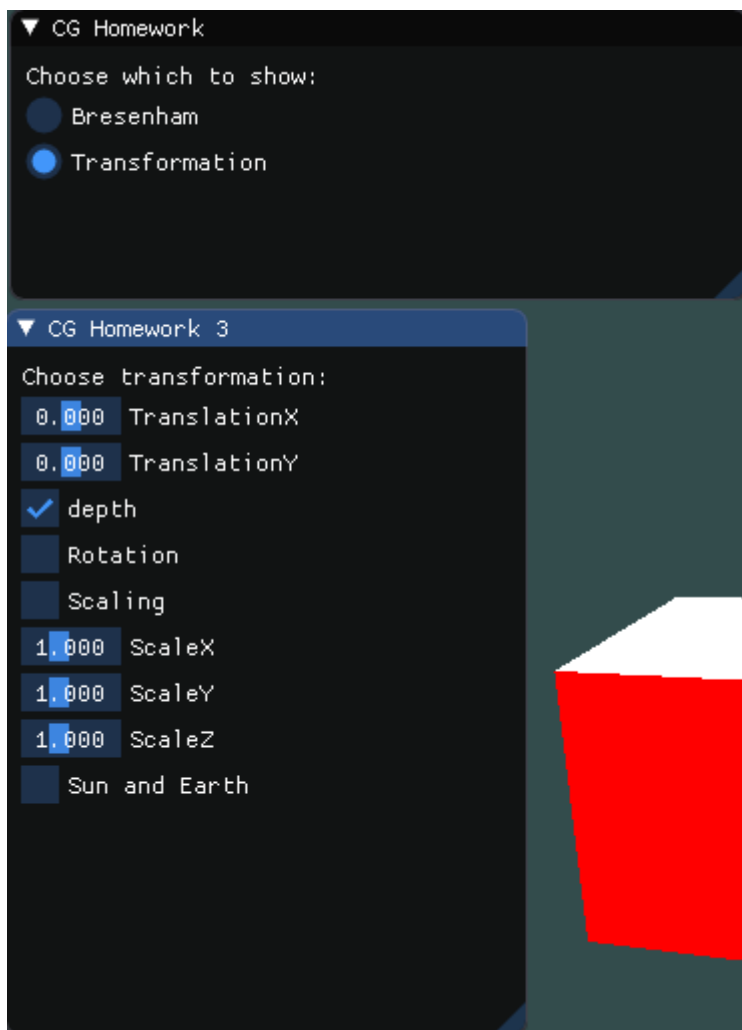 CG Homework
Choose which to show:
Bresenham
Transformation
CG Homework 3
Choose transformation:
0.000 TranslationX
0.000 TranslationY
depth
Rotation
Scaling
1.000 ScaleX
1.000 ScaleY
1.000 ScaleZ
Sun and Earth